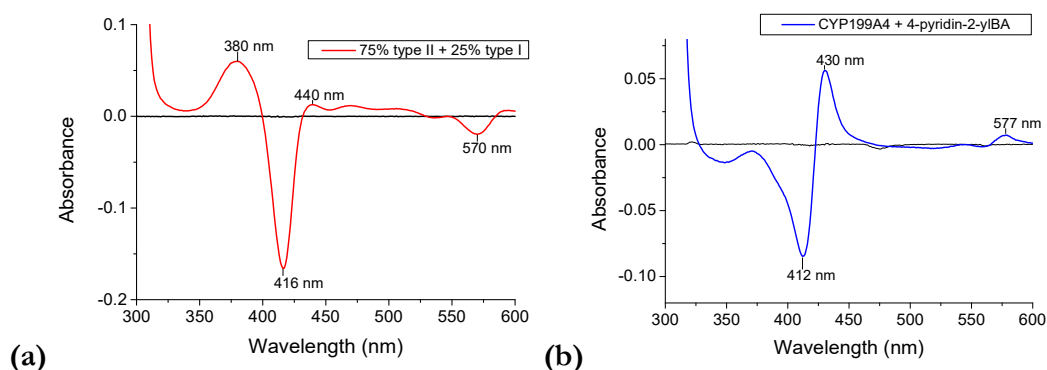 75% type II + 25% type I
380 nm
440 nm
570 nm
416 nm
0.0
-0.1
-0.2
Absorbance
300
350
400
450
500
550
600
Wavelength (nm)
(a)
CYP199A4 + 4-pyridin-2-ylBA
430 nm
577 nm
412 nm
0.05
0.00
-0.05
-0.10
Absorbance
300
350
400
450
500
550
600
Wavelength (nm)
(b)